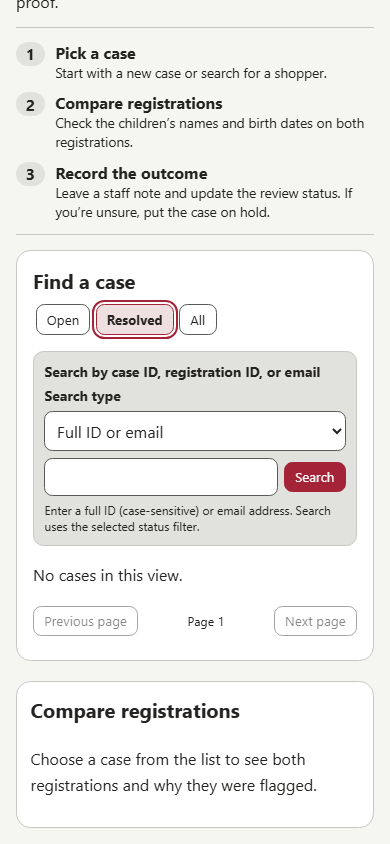 proof.
1 Pick a case
Start with a new case or search for a shopper.
2 Compare registrations
Check the children's names and birth dates on both
registrations.
3 Record the outcome
Leave a staff note and update the review status. If
you're unsure, put the case on hold.
Find a case
Open Resolved All
Search by case ID, registration ID, or email
Search type
Full ID or email
Search
Enter a full ID (case-sensitive) or email address. Search
uses the selected status filter.
No cases in this view.
Previous page Page 1 Next page
Compare registrations
Choose a case from the list to see both
registrations and why they were flagged.